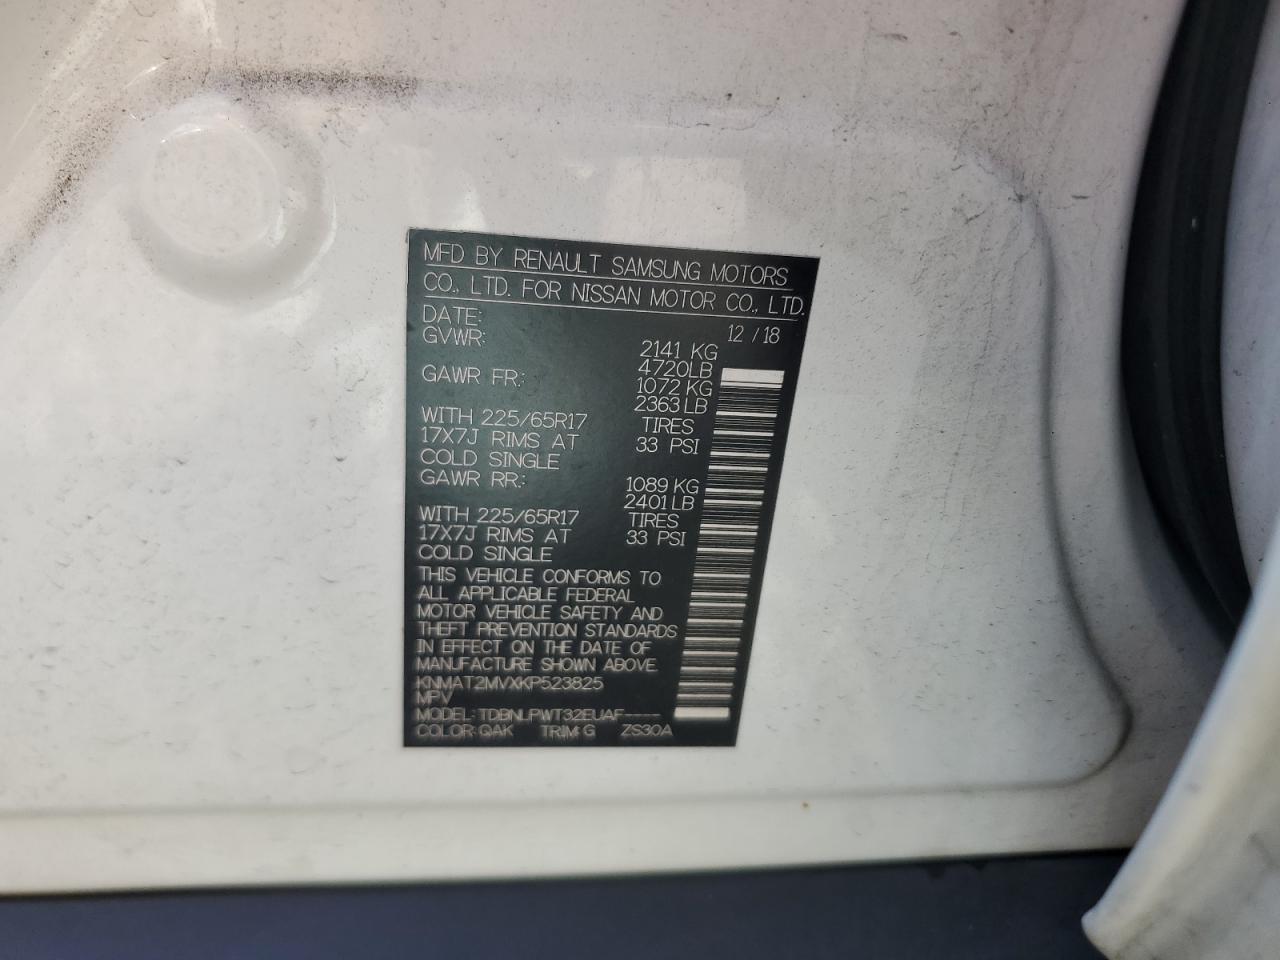 MFD BY RENAULT SAMSUNG MOTORS
CO., LTD. FOR NISSAN MOTOR CO., LTD.
DATE: 12 / 18
GVWR: 2141 KG
4720LB
GAWR FR: 1072 KG
2363 LB
WITH 225/65R17 TIRES
17X7J RIMS AT 33 PSI
COLD SINGLE
GAWR RR: 1089 KG
2401 LB
WITH 225/65R17 TIRES
17X7J RIMS AT 33 PSI
COLD SINGLE
THIS VEHICLE CONFORMS TO
ALL APPLICABLE FEDERAL
MOTOR VEHICLE SAFETY AND
THEFT PREVENTION STANDARDS
IN EFFECT ON THE DATE OF
MANUFACTURE SHOWN ABOVE.
KNMAT2MVXKP523825
MPV
MODEL: TDBNLPWT32EUAF----
COLOR: QAK TRIM: G ZS30A